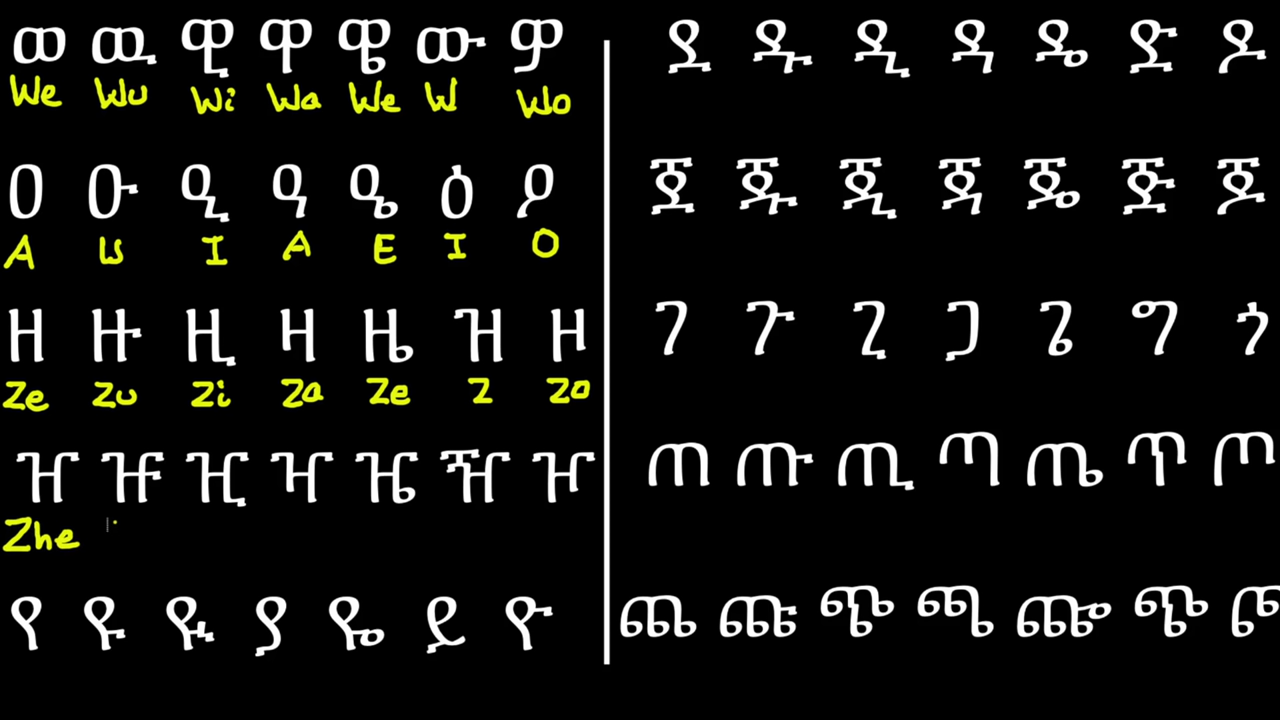 ወ ዉ ዊ ዋ ዌ ው ዎ
We Wu Wi Wa We W Wo
ዐ ዑ ዒ ዓ ዔ ዕ ዖ
A U I A E I O
ዘ ዙ ዚ ዛ ዜ ዝ ዞ
Ze Zu Zi Za Ze Z Zo
ዠ ዡ ዢ ዣ ዤ ዥ ዦ
Zhe
የ ዩ ዪ ያ ዬ ይ ዮ
ደ ዱ ዲ ዳ ዴ ድ ዶ
ጀ ጁ ጂ ጃ ጄ ጅ ጆ
ገ ጉ ጊ ጋ ጌ ግ ጎ
ጠ ጡ ጢ ጣ ጤ ጥ ጦ
ጨ ጩ ጭ ጫ ጬ ጭ ጮ